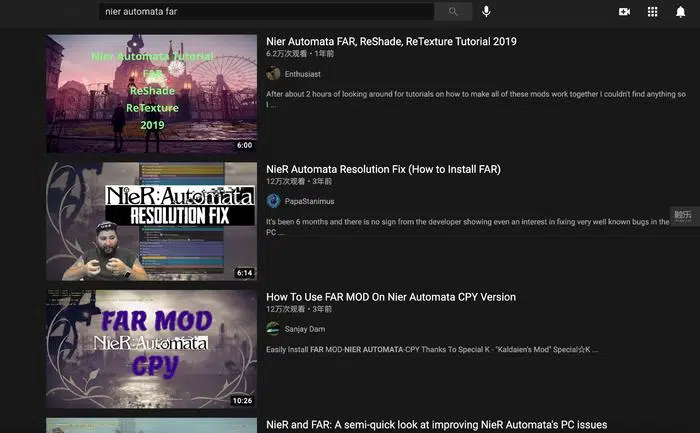 nier automata far
Nier Automata Tutorial
FAR
ReShade
ReTexture
2019
6:00
Nier Automata FAR, ReShade, ReTexture Tutorial 2019
6.2万次观看・1年前
Enthusiast
After about 2 hours of looking around for tutorials on how to make all of these mods work together I couldn't find anything so
I ...
NieR:Automata
RESOLUTION FIX
6:14
NieR Automata Resolution Fix (How to Install FAR)
12万次观看・3年前
PapaStanimus
It's been 6 months and there is no sign from the developer showing even an interest in fixing very well known bugs in the
PC ...
触乐
FAR MOD
NieR:Automata
CPY
10:26
How To Use FAR MOD On Nier Automata CPY Version
12万次观看・3年前
Sanjay Dam
Easily Install FAR MOD-NIER AUTOMATA-CPY Thanks To Special K - "Kaldaien's Mod" Special☆K ...
NieR and FAR: A semi-quick look at improving NieR Automata's PC issues